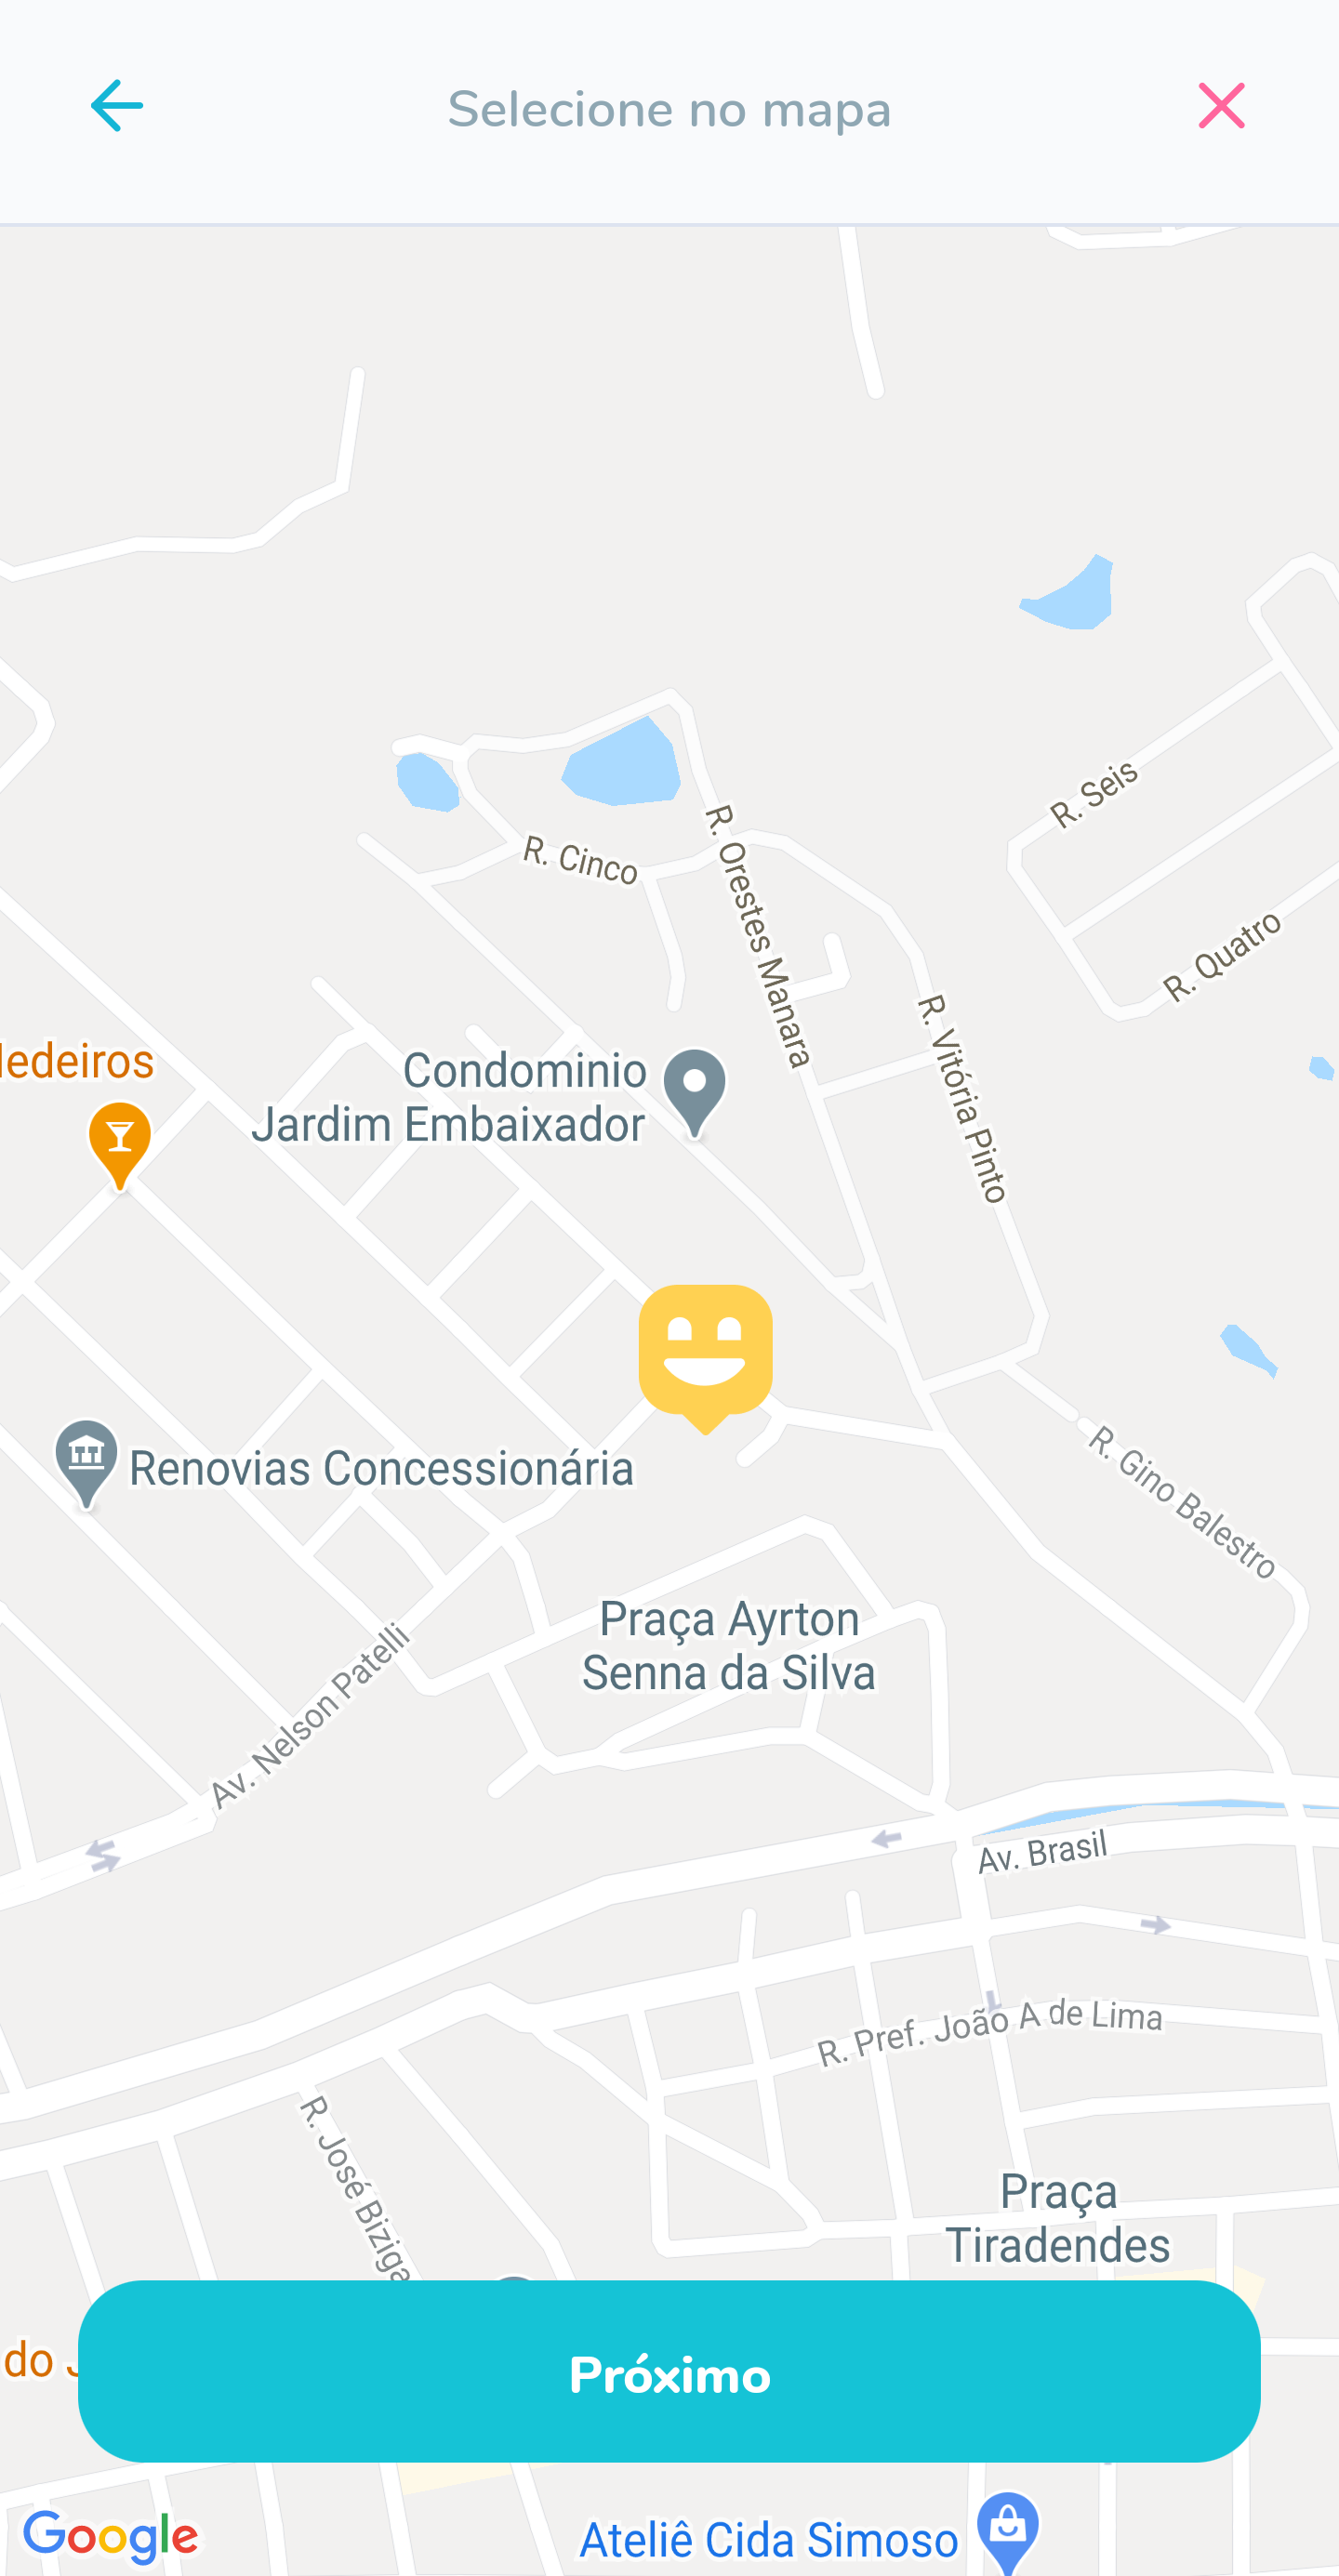 Selecione no mapa
R. Seis
R. Cinco
R. Orestes Manara
R. Quatro
R. Vitória Pinto
Condominio
Jardim Embaixador
R. Gino Balestro
Renovias Concessionária
Praça Ayrton
Senna da Silva
Av. Nelson Patelli
Av. Brasil
R. Pref. João A de Lima
R. José Biziga
Praça
Tiradendes
do
Próximo
Google
Ateliê Cida Simoso